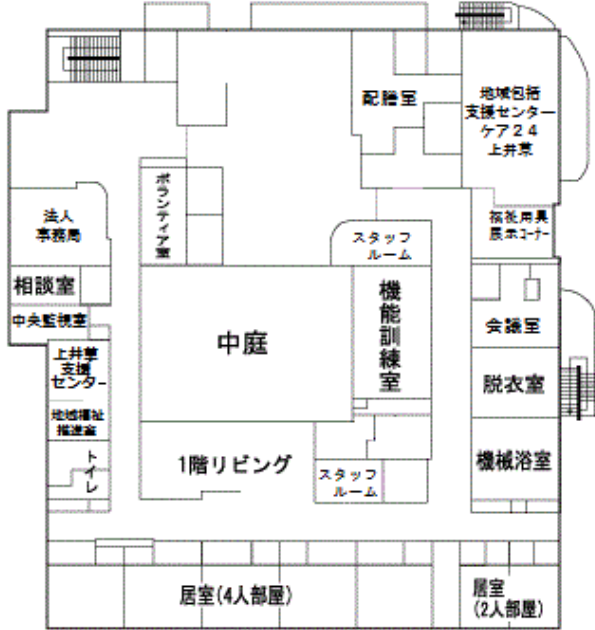 配膳室
地域包括
支援センター
ケア24
上井草
ボランティア室
法人
事務局
スタッフ
ルーム
福祉用具
展示コーナー
相談室
中央監視室
中庭
機能訓練室
会議室
上井草
支援
センター
脱衣室
地域福祉
推進室
トイレ
1階リビング
スタッフ
ルーム
機械浴室
居室(4人部屋)
居室
(2人部屋)